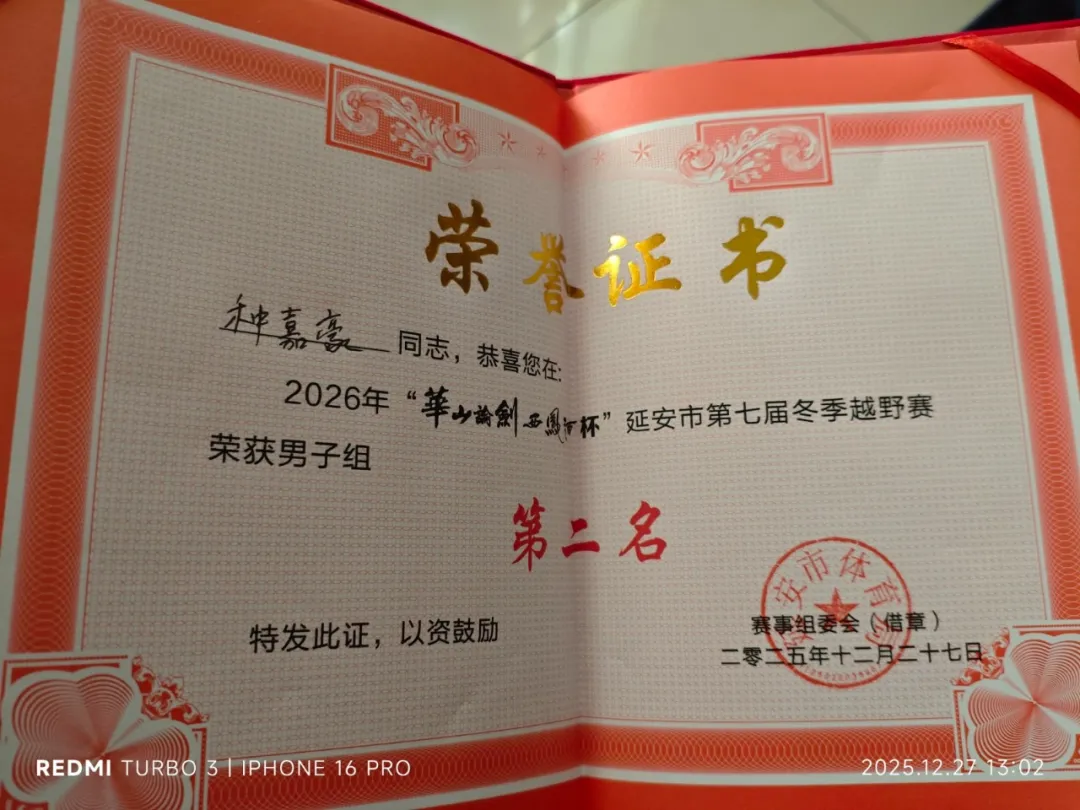 荣誉证书
种嘉豪 同志，恭喜您在:
2026年“華山論劍西鳳酒杯”延安市第七届冬季越野赛
荣获男子组
第二名
安市体育
特发此证，以资鼓励
赛事组委会（借章）
二零二五年十二月二十七日
REDMI TURBO 3 | IPHONE 16 PRO
2025.12.27 13:02